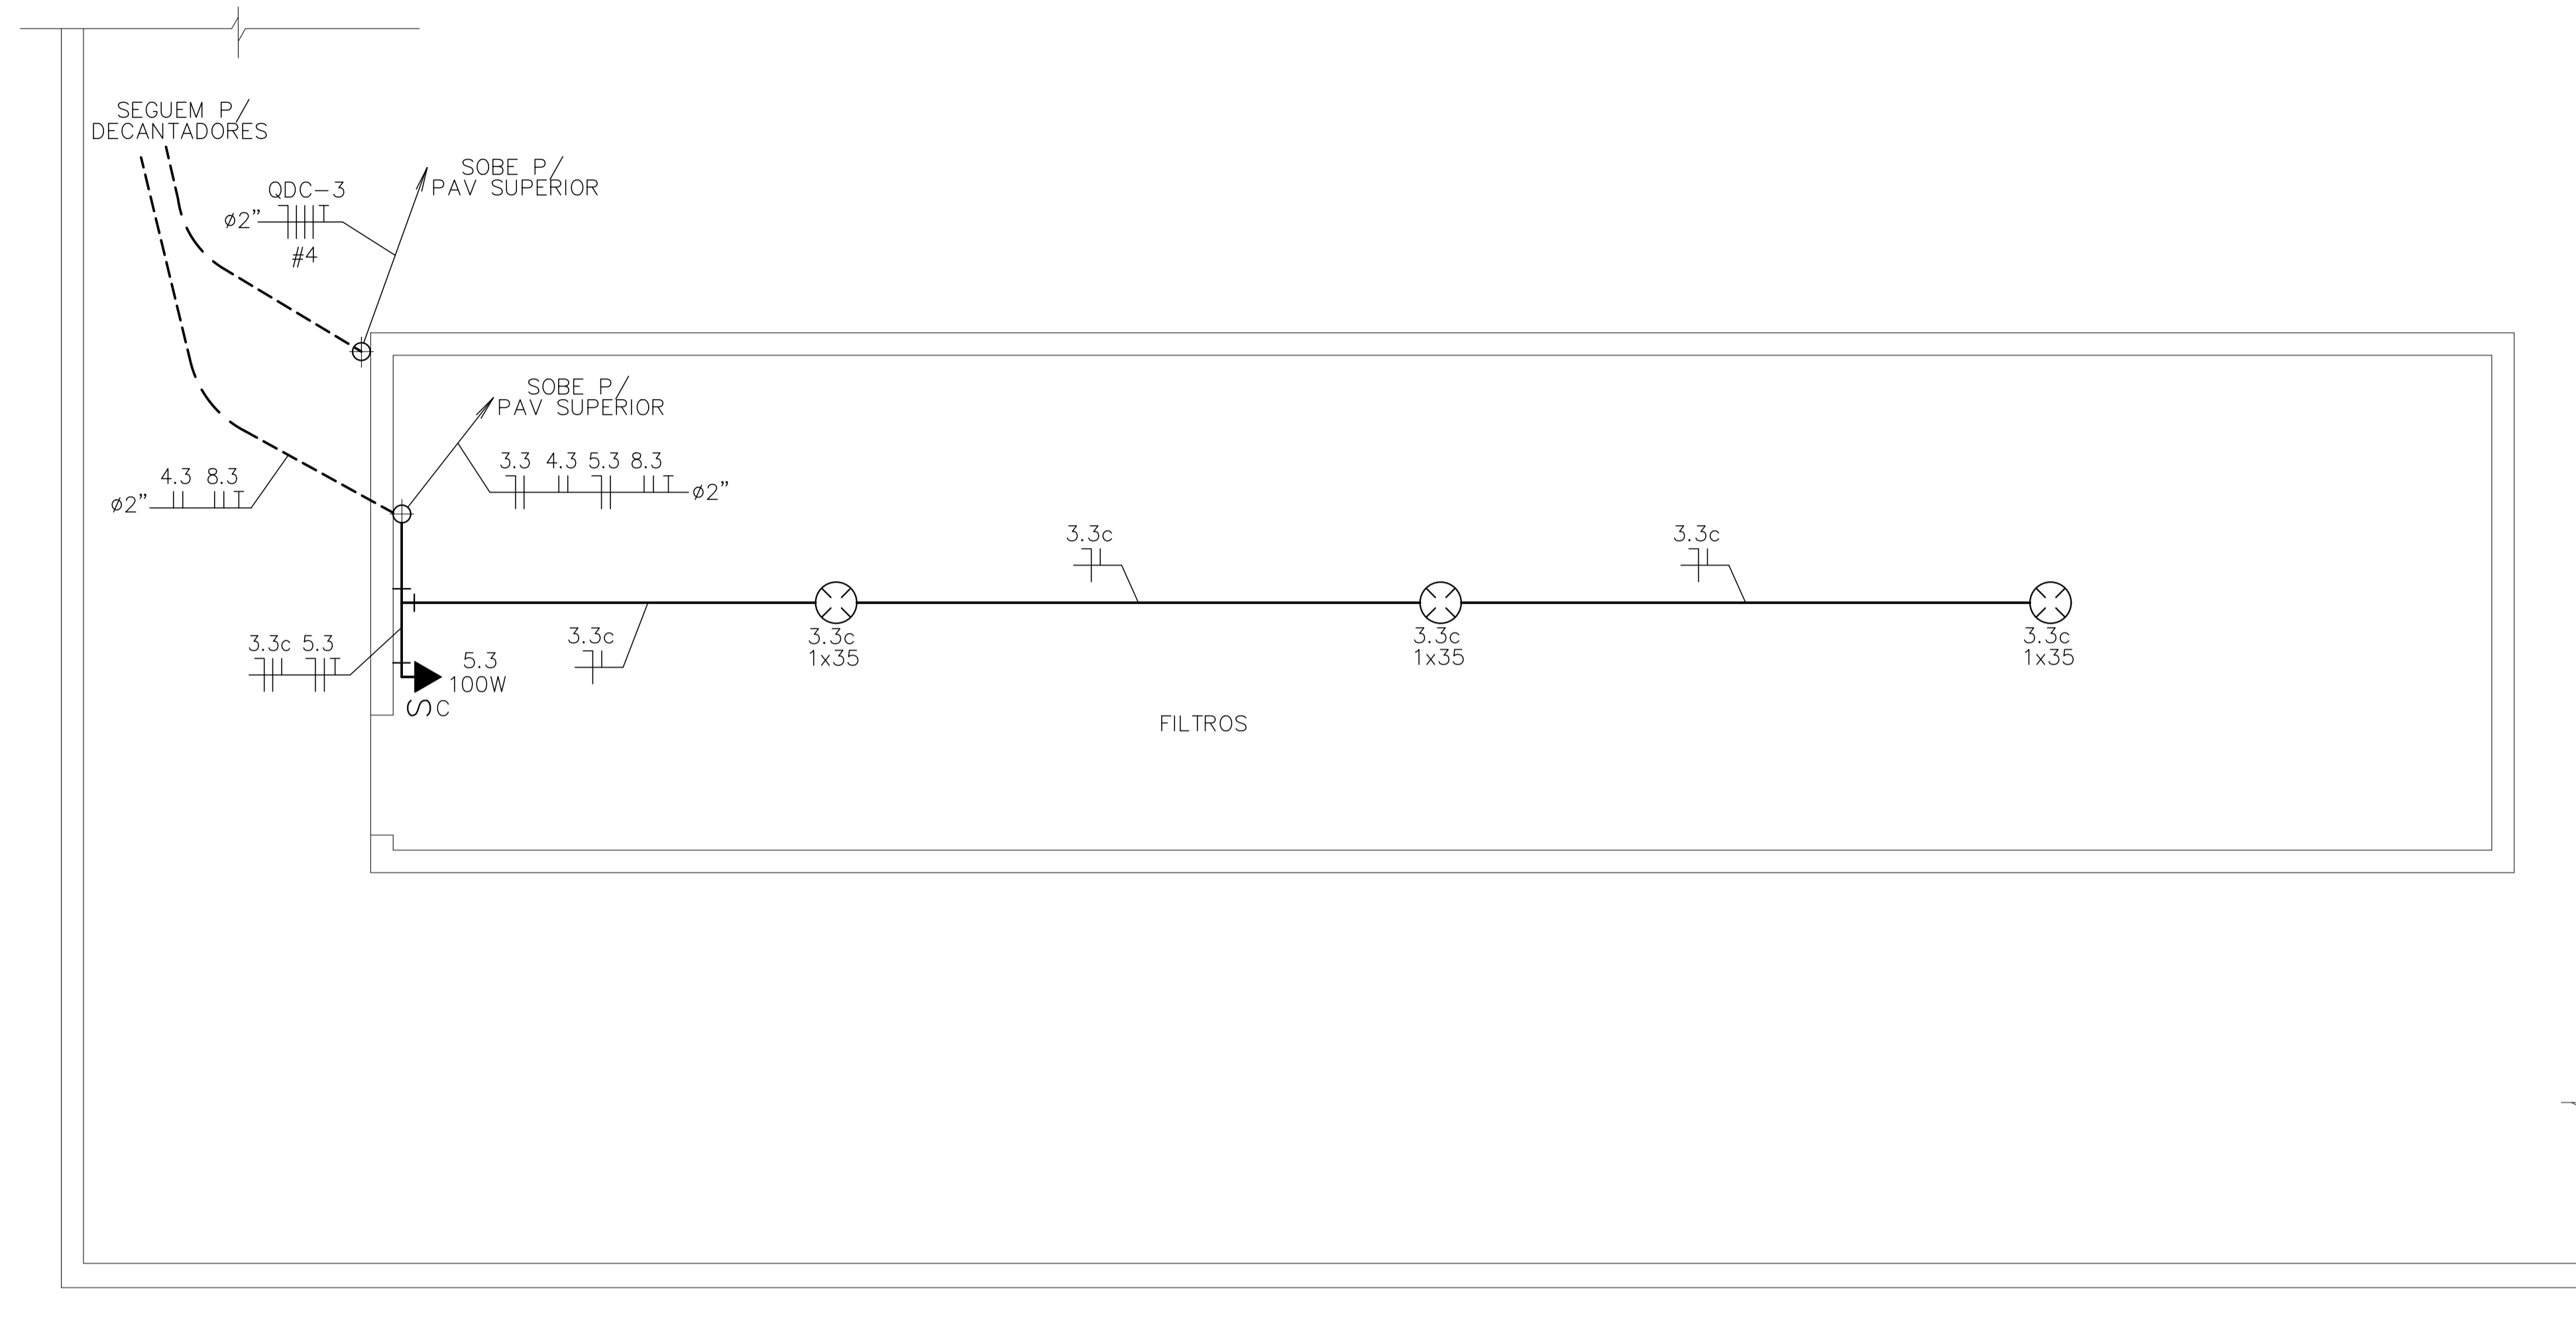 SEGUEM P/
DECANTADORES
SOBE P/
PAV SUPERIOR
QDC-3
ø2"
#4
SOBE P/
PAV SUPERIOR
3.3 4.3 5.3 8.3
ø2"
4.3 8.3
ø2"
3.3c
3.3c
3.3c 5.3
3.3c
3.3c
1x35
3.3c
1x35
3.3c
1x35
5.3
100W
S c
FILTROS